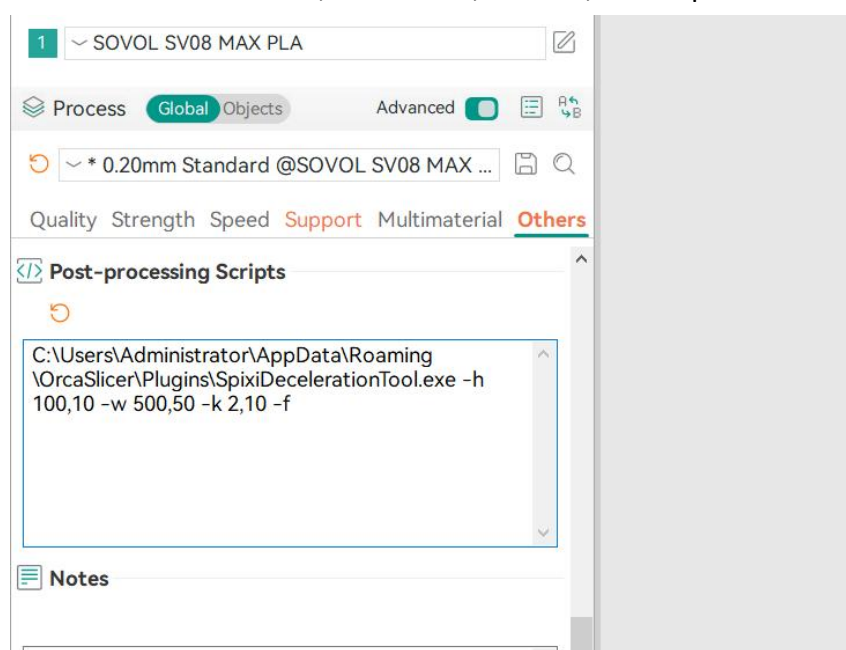 1 SOVOL SV08 MAX PLA
Process Global Objects Advanced
* 0.20mm Standard @SOVOL SV08 MAX ...
Quality Strength Speed Support Multimaterial Others
Post-processing Scripts
C:\Users\Administrator\AppData\Roaming
\OrcaSlicer\Plugins\SpixiDecelerationTool.exe -h
100,10 -w 500,50 -k 2,10 -f
Notes